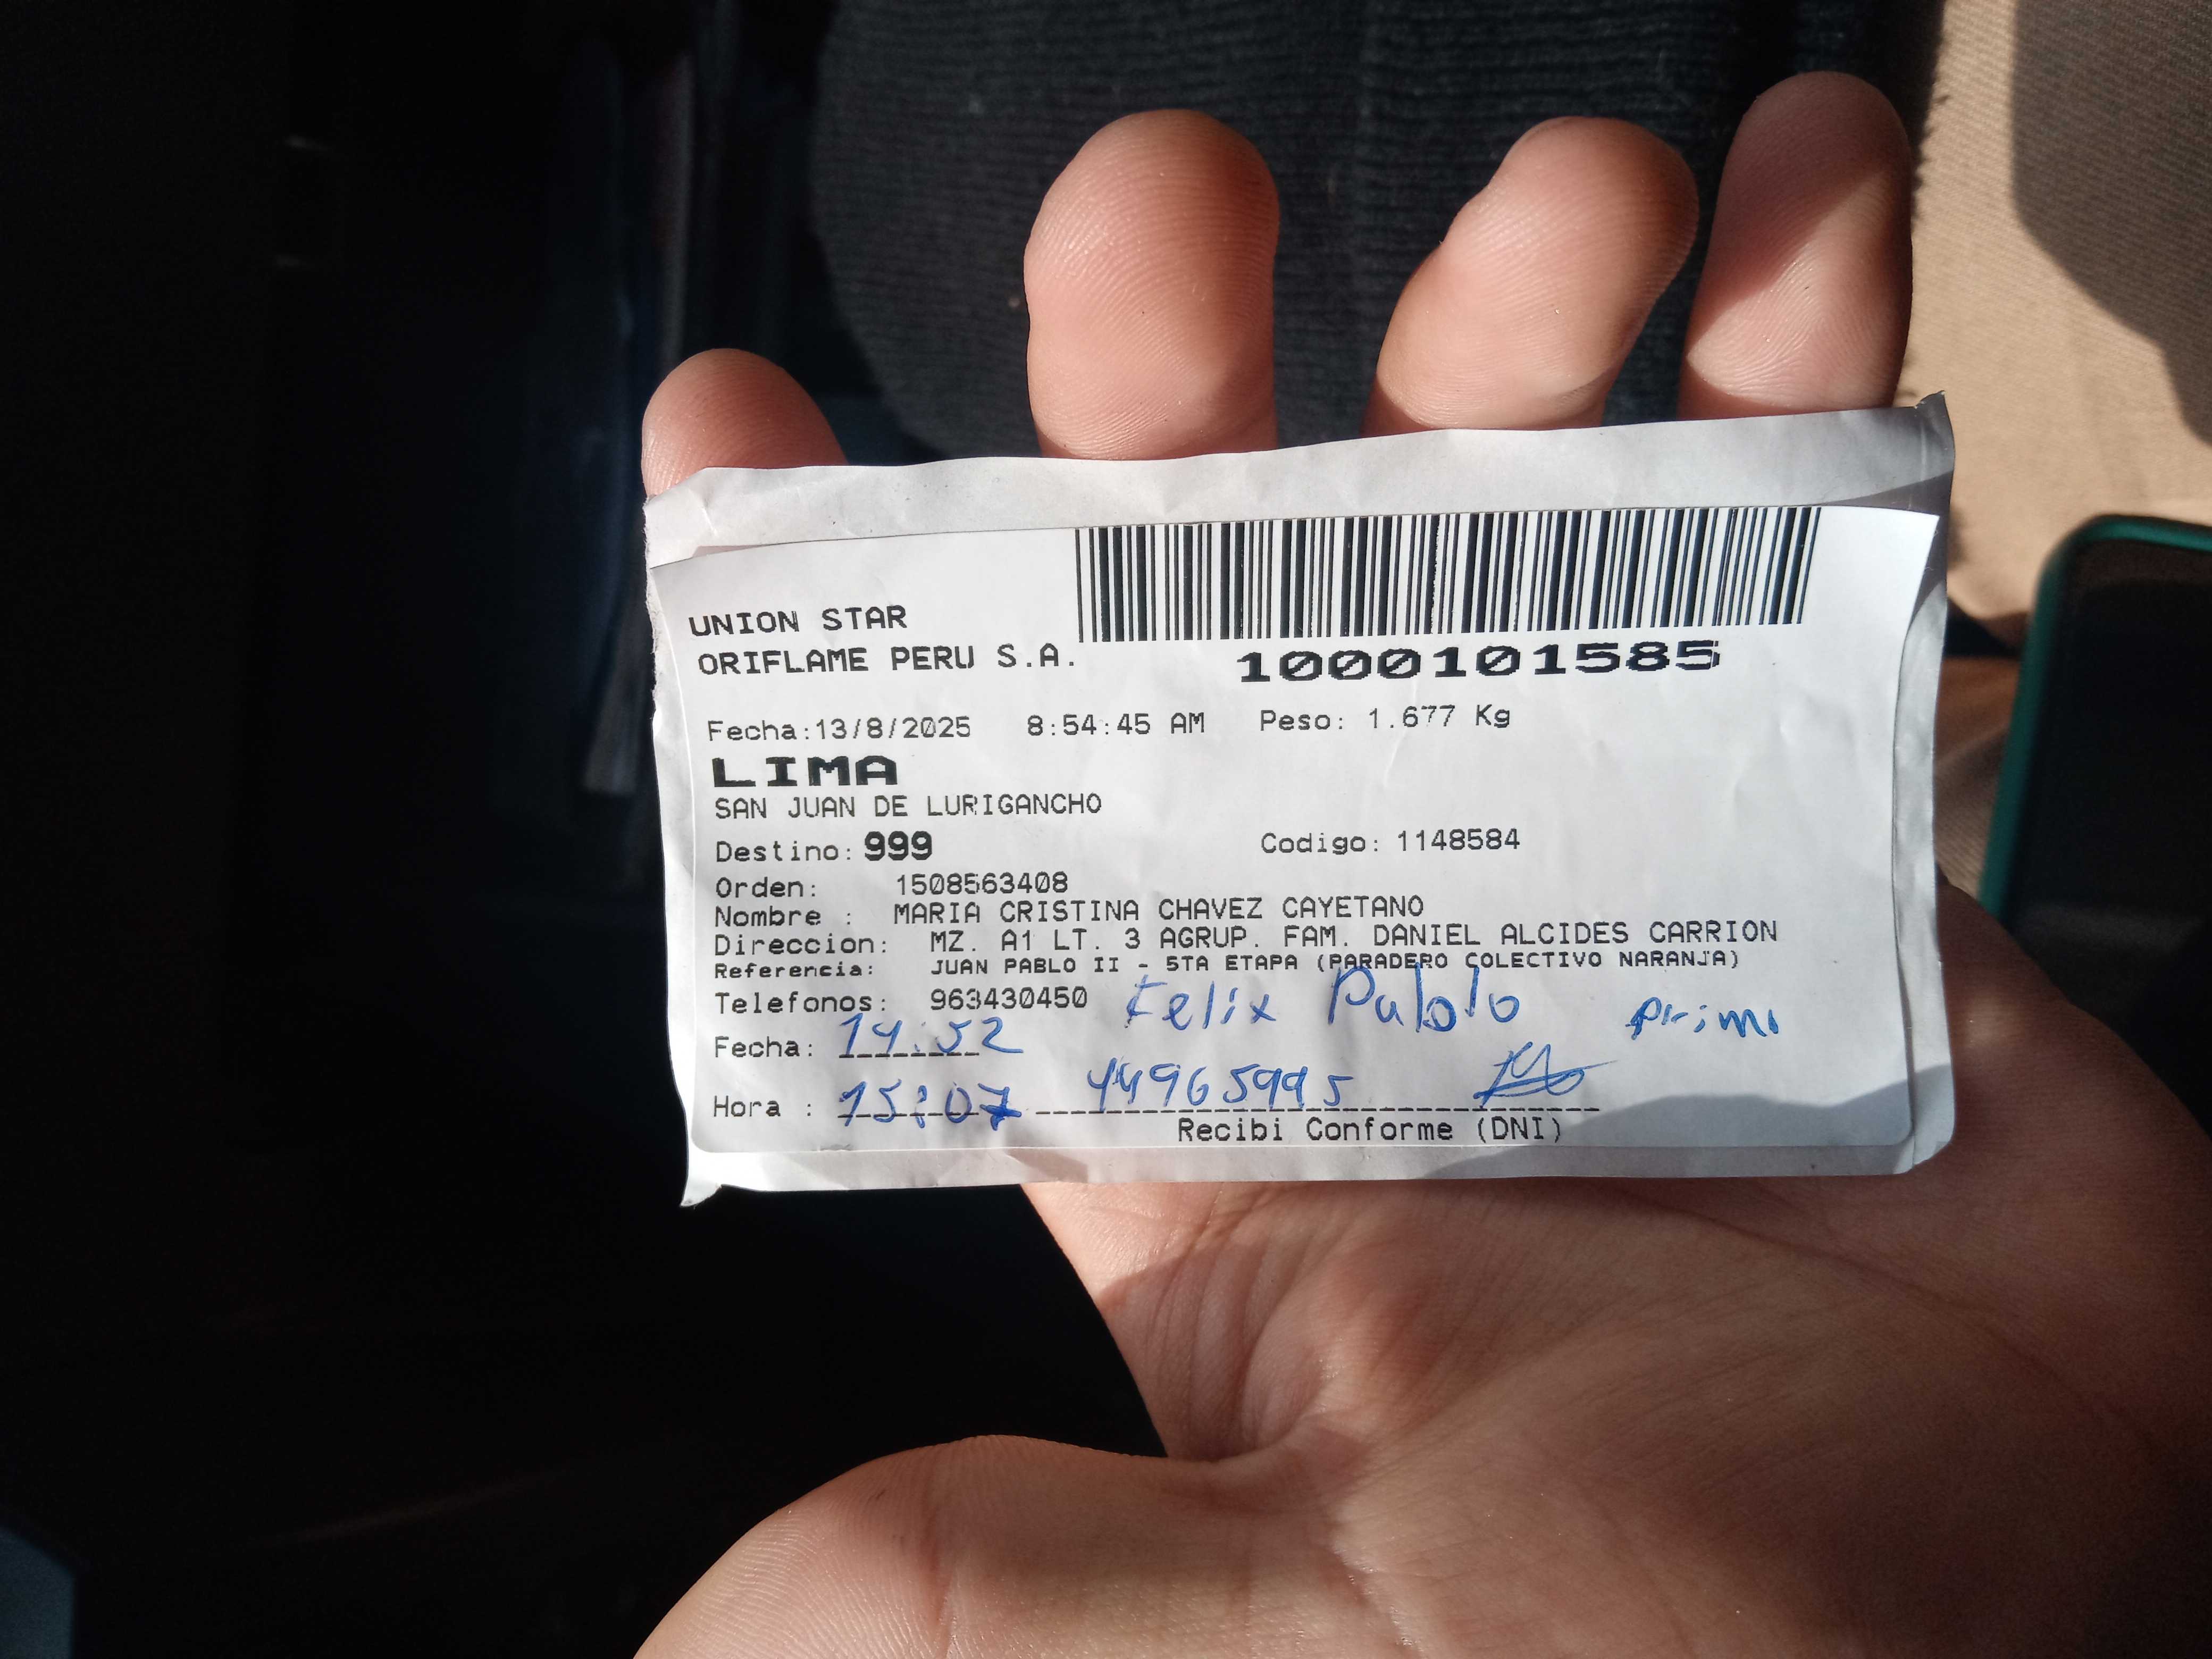 UNION STAR
ORIFLAME PERU S.A.
1000101585
Fecha:13/8/2025 8:54:45 AM Peso: 1.677 Kg
LIMA
SAN JUAN DE LURIGANCHO
Destino: 999 Codigo: 1148584
Orden: 1508563408
Nombre : MARIA CRISTINA CHAVEZ CAYETANO
Direccion: MZ. A1 LT. 3 AGRUP. FAM. DANIEL ALCIDES CARRION
Referencia: JUAN PABLO II - 5TA ETAPA (PARADERO COLECTIVO NARANJA)
Telefonos: 963430450 Felix Pablo Primo
Fecha: 14:52
Hora : 15:07 44965995
Recibi Conforme (DNI)